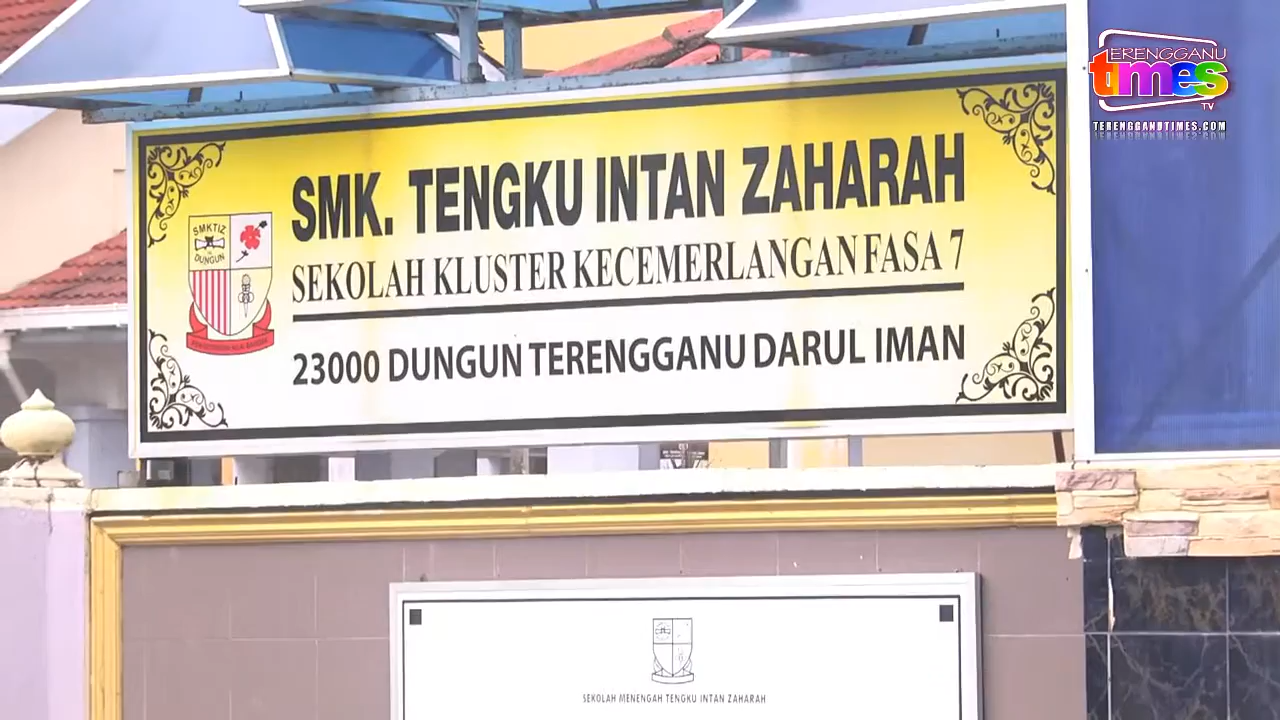 TERENGGANU
times
TV
TERENGGANUTIMES.COM
SMK. TENGKU INTAN ZAHARAH
SEKOLAH KLUSTER KECEMERLANGAN FASA 7
23000 DUNGUN TERENGGANU DARUL IMAN
SMKTIZ
DUNGUN
SEKOLAH MENENGAH TENGKU INTAN ZAHARAH